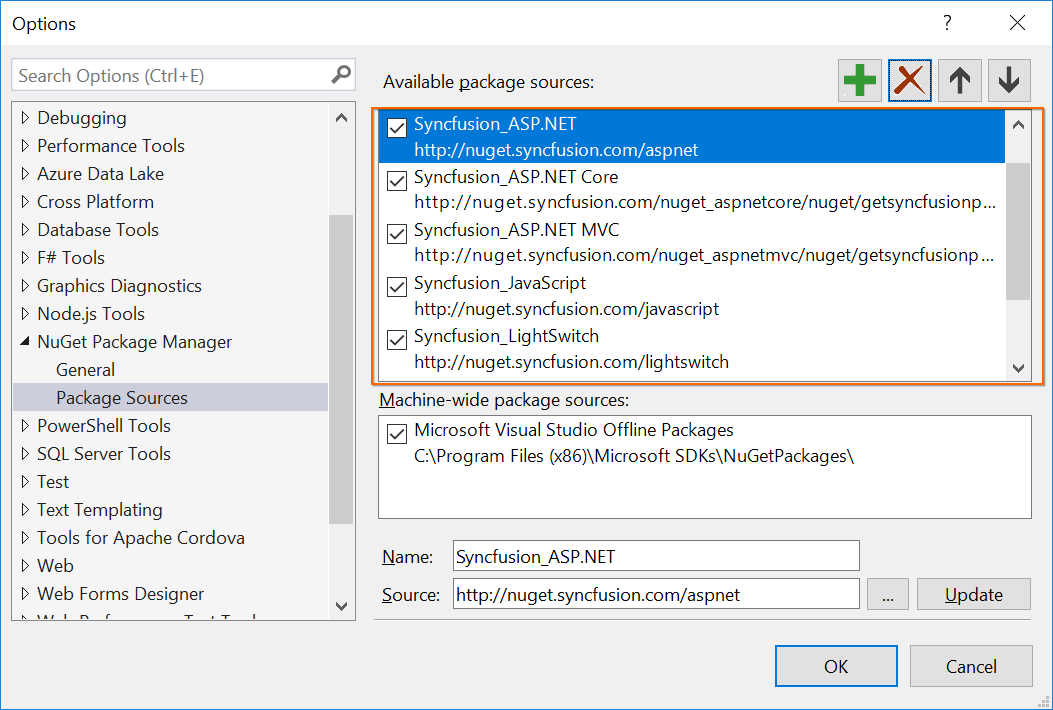 Options
?
Search Options (Ctrl+E)
Debugging
Performance Tools
Azure Data Lake
Cross Platform
Database Tools
F# Tools
Graphics Diagnostics
Node.js Tools
NuGet Package Manager
General
Package Sources
PowerShell Tools
SQL Server Tools
Test
Text Templating
Tools for Apache Cordova
Web
Web Forms Designer
Available package sources:
Syncfusion_ASP.NET
http://nuget.syncfusion.com/aspnet
Syncfusion_ASP.NET Core
http://nuget.syncfusion.com/nuget_aspnetcore/nuget/getsyncfusionp...
Syncfusion_ASP.NET MVC
http://nuget.syncfusion.com/nuget_aspnetmvc/nuget/getsyncfusionp...
Syncfusion_JavaScript
http://nuget.syncfusion.com/javascript
Syncfusion_LightSwitch
http://nuget.syncfusion.com/lightswitch
Machine-wide package sources:
Microsoft Visual Studio Offline Packages
C:\Program Files (x86)\Microsoft SDKs\NuGetPackages\
Name: Syncfusion_ASP.NET
Source: http://nuget.syncfusion.com/aspnet ... Update
OK Cancel